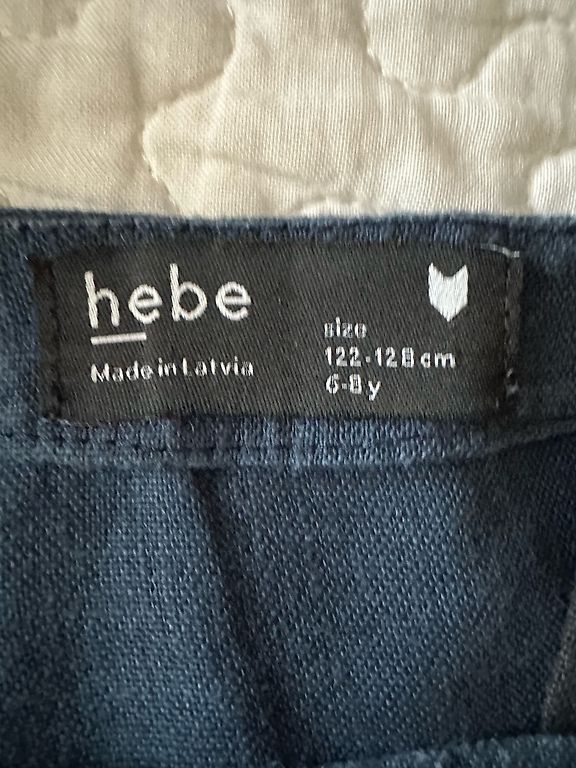 hebe
Made in Latvia
size
122-128 cm
6-8 y